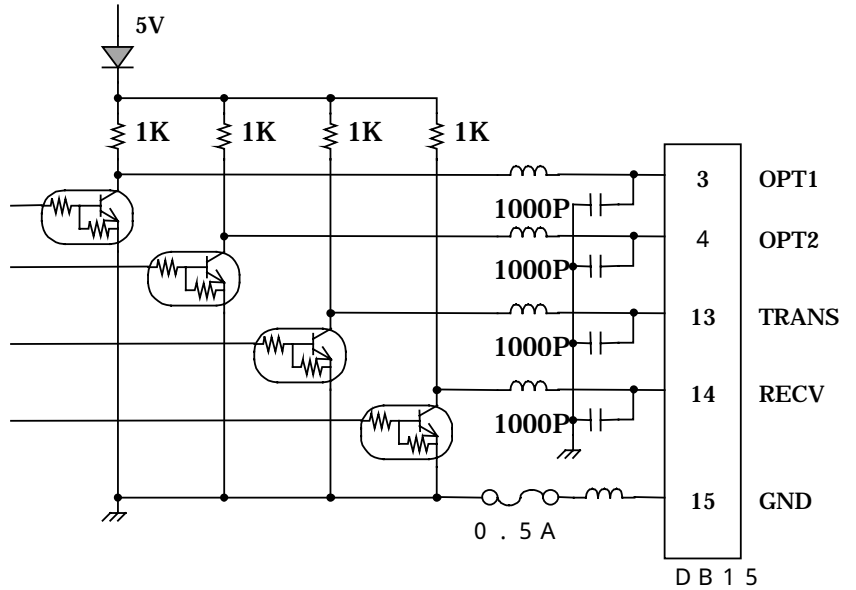 5V
1K 1K 1K 1K
3 OPT1
1000P
4 OPT2
1000P
13 TRANS
1000P
14 RECV
1000P
15 GND
0.5A
DB15